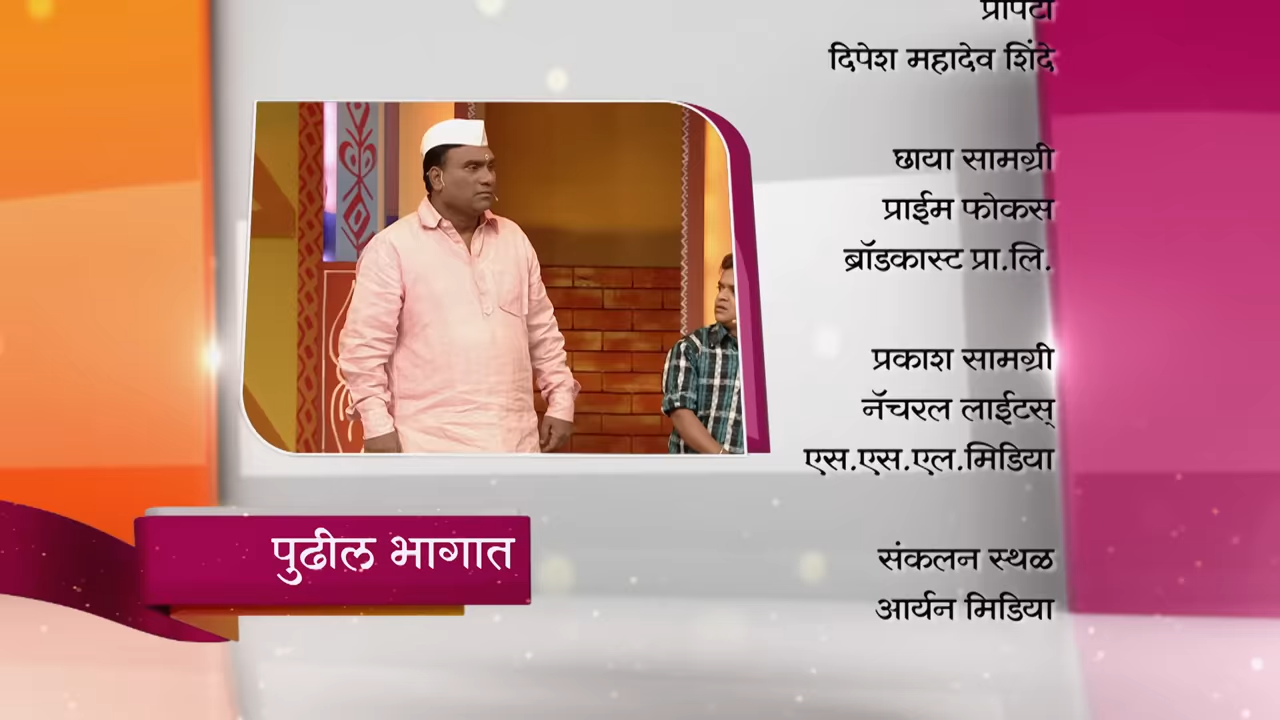 दिपेश महादेव शिंदे
छाया सामग्री
प्राईम फोकस
ब्रॉडकास्ट प्रा.लि.
प्रकाश सामग्री
नॅचरल लाईटस्
एस.एस.एल.मिडिया
संकलन स्थळ
आर्यन मिडिया
पुढील भागात